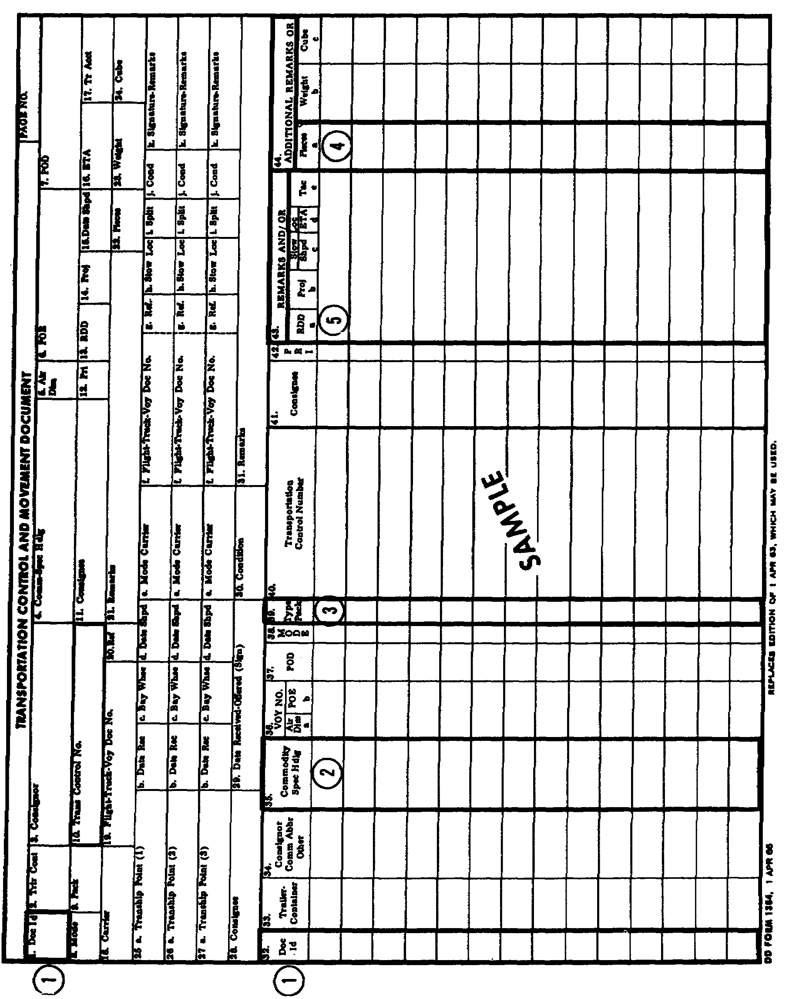 TRANSPORTATION CONTROL AND MOVEMENT DOCUMENT
PAGE NO.
1
1. Doc Id
2. Trlr Cont
3. Consignor
4. Comm-Spec Hdlg
5. Air Dim
6. POE
7. POD
8. Mode
9. Pack
10. Trans Control No.
11. Consignee
12. Pri
13. RDD
14. Proj
15. Date Shpd
16. ETA
17. Tr Acct
18. Carrier
19. Flight-Truck-Voy Doc No.
20. Ref
21. Remarks
22. Pieces
23. Weight
24. Cube
25 a. Tranship Point (1)
b. Date Rec
c. Bay Whse
d. Date Shpd
e. Mode Carrier
f. Flight-Truck-Voy Doc No.
g. Ref.
h. Stow Loc
i. Split
j. Cond
k. Signature-Remarks
26 a. Tranship Point (2)
b. Date Rec
c. Bay Whse
d. Date Shpd
e. Mode Carrier
f. Flight-Truck-Voy Doc No.
g. Ref.
h. Stow Loc
i. Split
j. Cond
k. Signature-Remarks
27 a. Tranship Point (3)
b. Date Rec
c. Bay Whse
d. Date Shpd
e. Mode Carrier
f. Flight-Truck-Voy Doc No.
g. Ref.
h. Stow Loc
i. Split
j. Cond
k. Signature-Remarks
28. Consignee
29. Date Received-Offered (Sign)
30. Condition
31. Remarks
1
32.
Doc
Id
33.
Trailer-
Container
34.
Consignor
Comm Abbr
Other
35.
Commodity
Spec Hdlg
36.
VOY NO.
Air
Dim
a
POE
b
37.
POD
38.
M
O
D
E
39.
Type
Pack
40.
Transportation
Control Number
41.
Consignee
42.
P
R
I
43.
REMARKS AND/OR
RDD
a
Proj
b
Stow Loc
Shpd
c
ETA
d
Tac
e
44.
ADDITIONAL REMARKS OR
Pieces
a
Weight
b
Cube
c
2
3
5
4
SAMPLE
DD FORM 1384, 1 APR 66
REPLACES EDITION OF 1 APR 63, WHICH MAY BE USED.